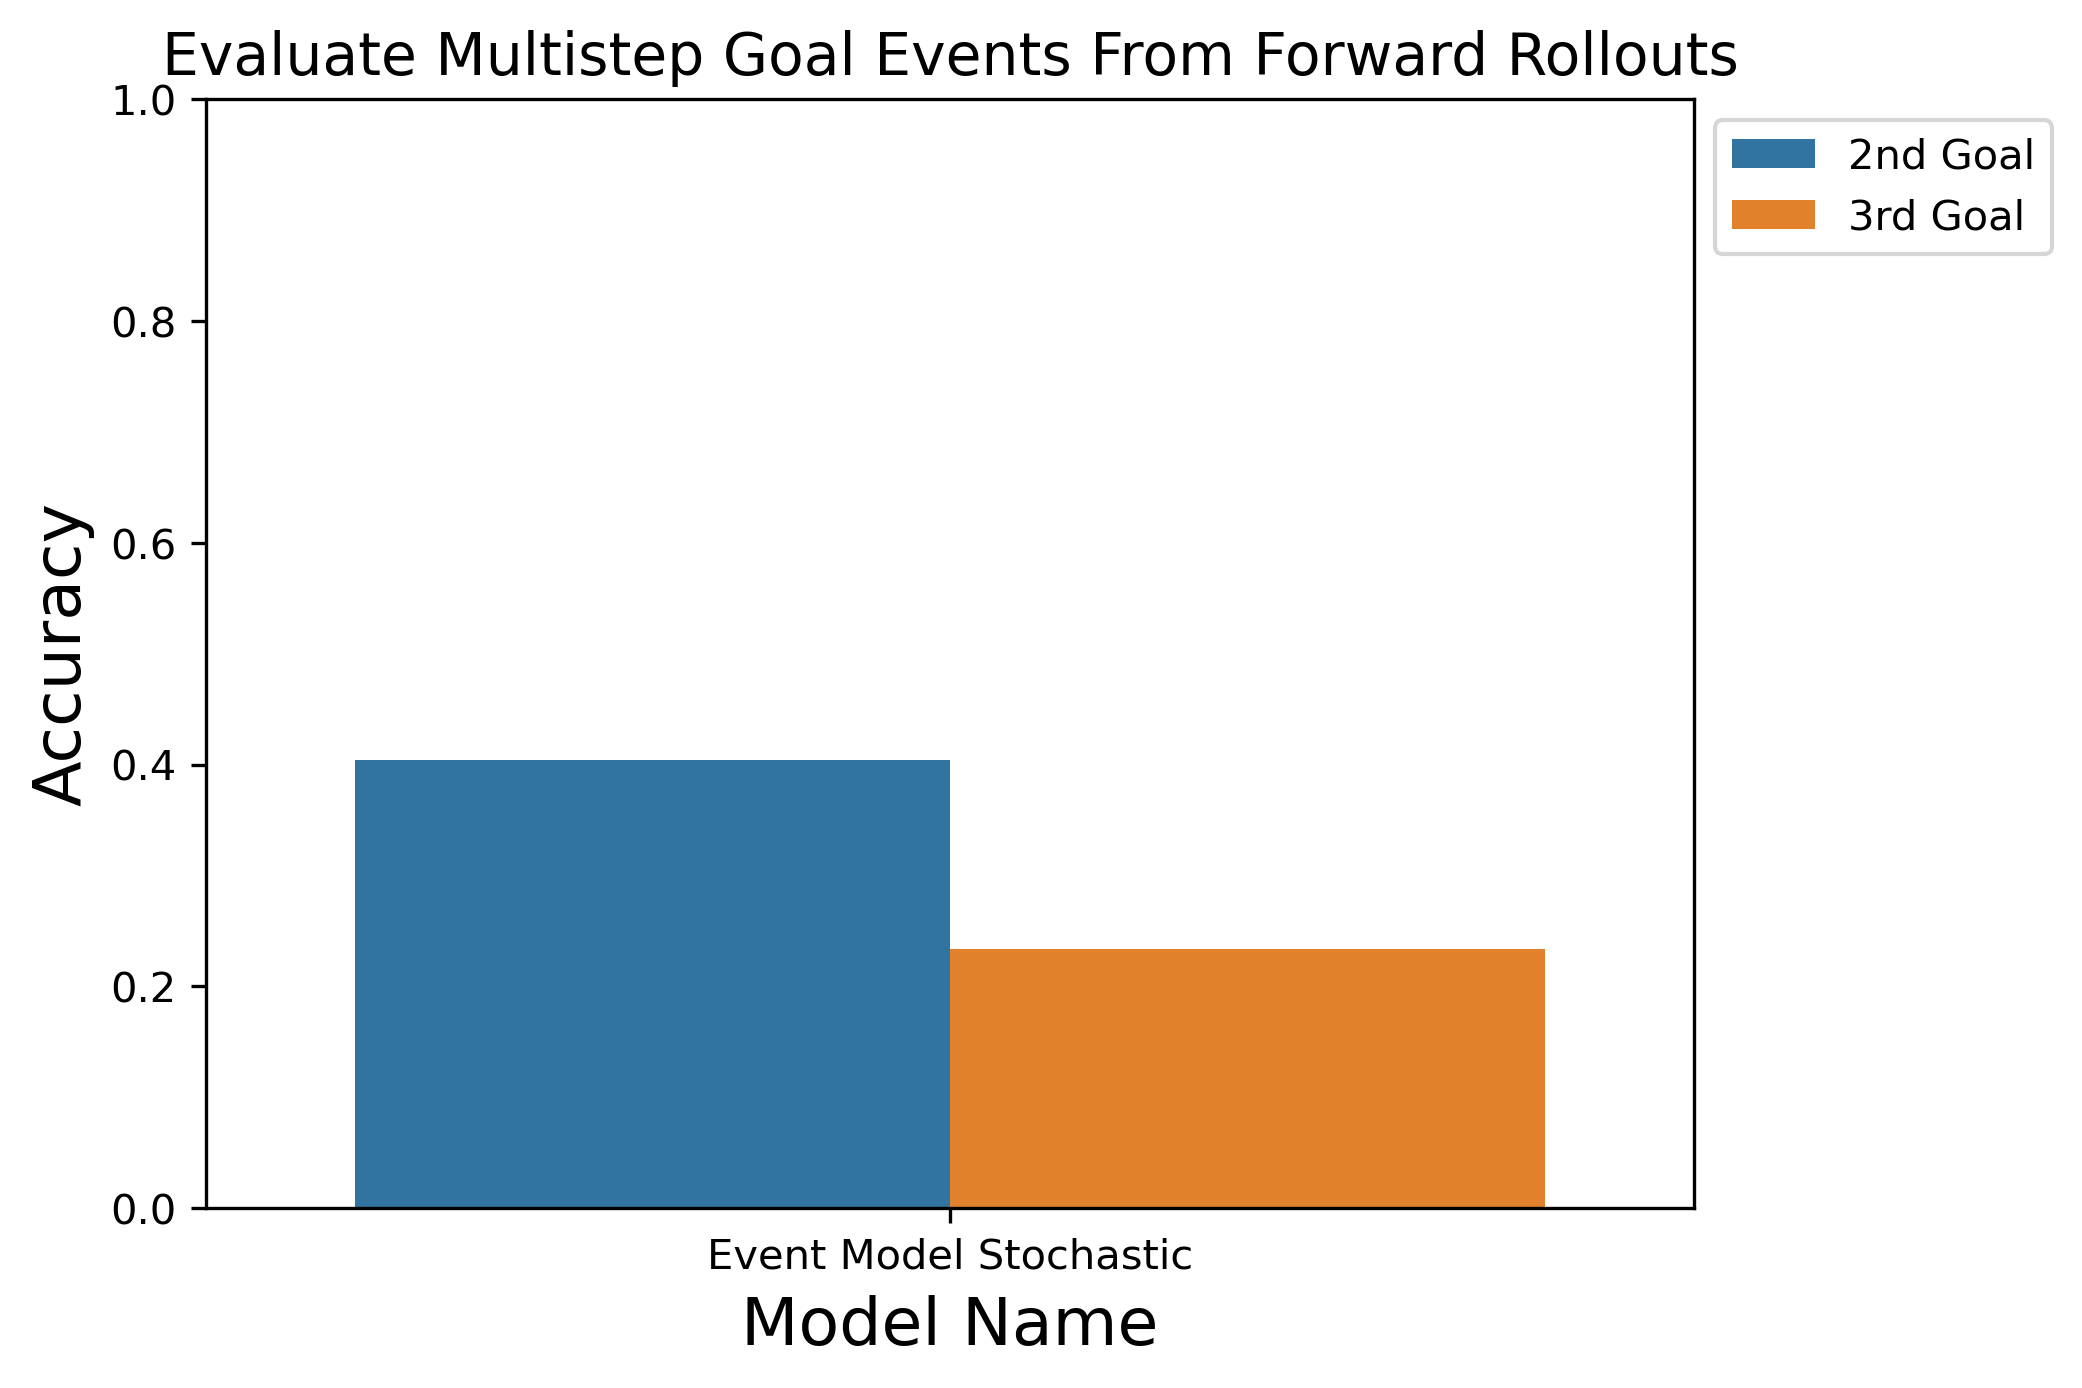 Evaluate Multistep Goal Events From Forward Rollouts
1.0
0.8
0.6
0.4
0.2
0.0
Accuracy
Event Model Stochastic
Model Name
2nd Goal
3rd Goal